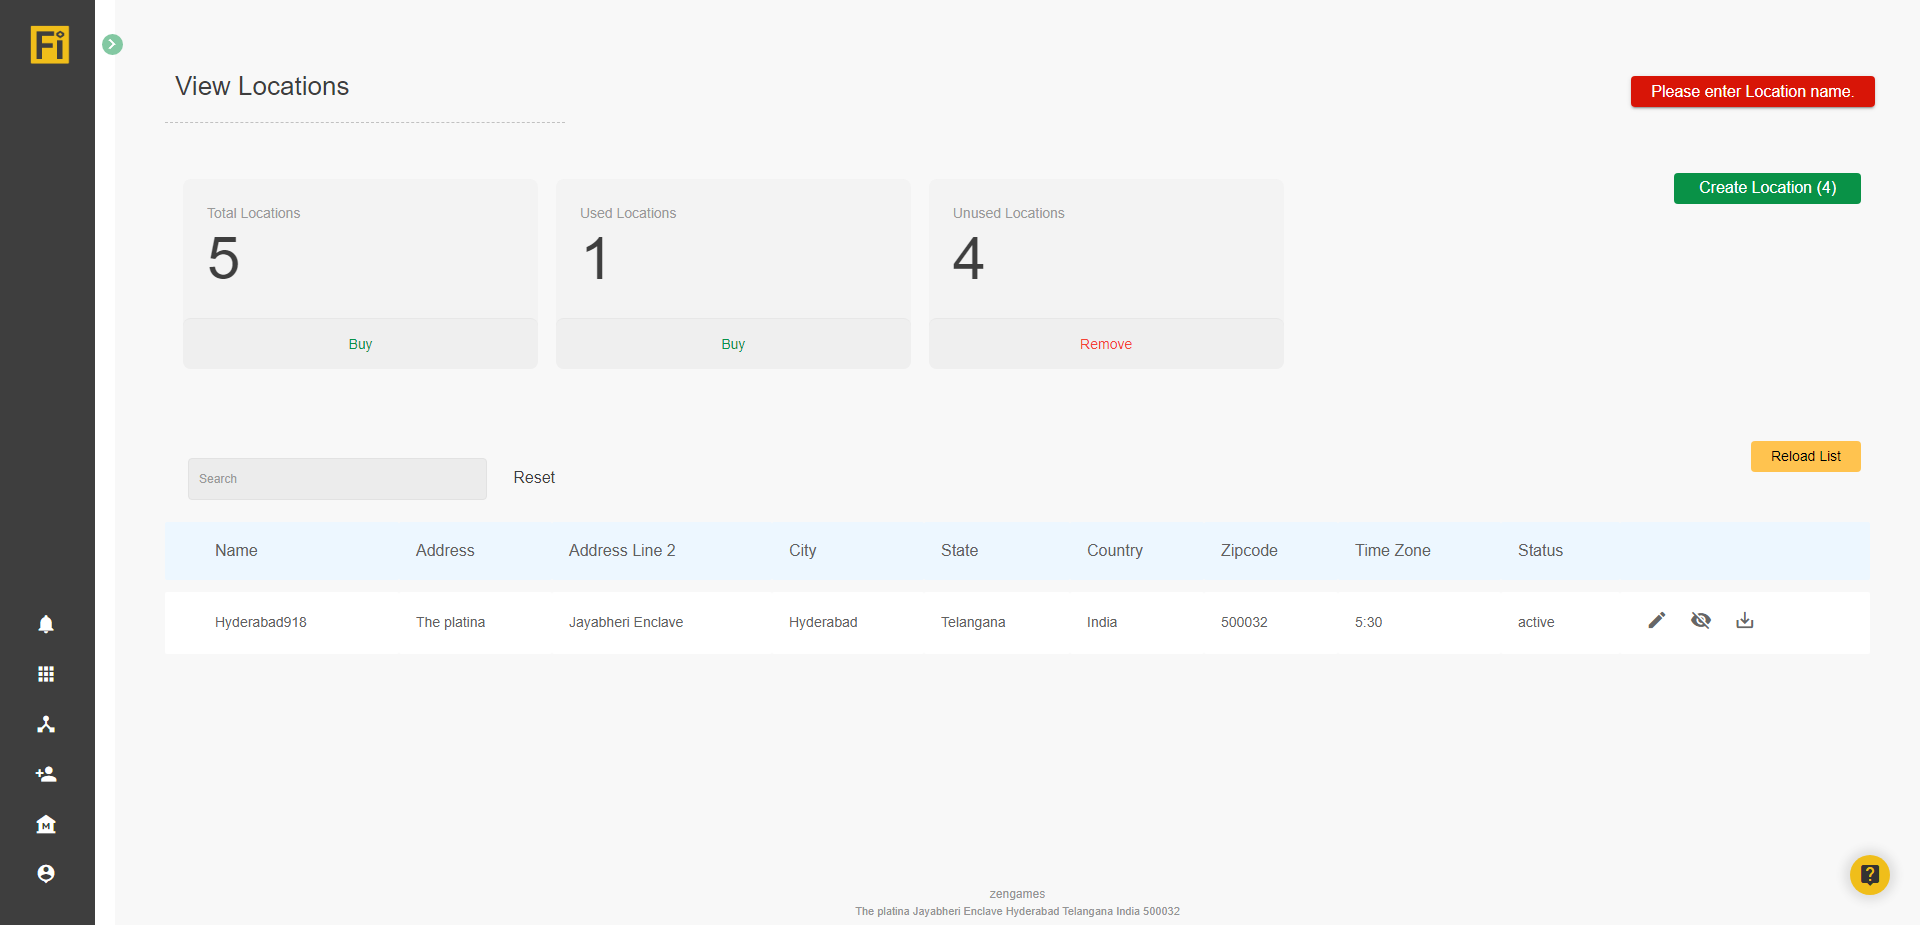 Fi
View Locations
Please enter Location name.
Create Location (4)
Total Locations
5
Buy
Used Locations
1
Buy
Unused Locations
4
Remove
Search
Reset
Reload List
Name Address Address Line 2 City State Country Zipcode Time Zone Status
Hyderabad918 The platina Jayabheri Enclave Hyderabad Telangana India 500032 5:30 active
M
?
zengames
The platina Jayabheri Enclave Hyderabad Telangana India 500032